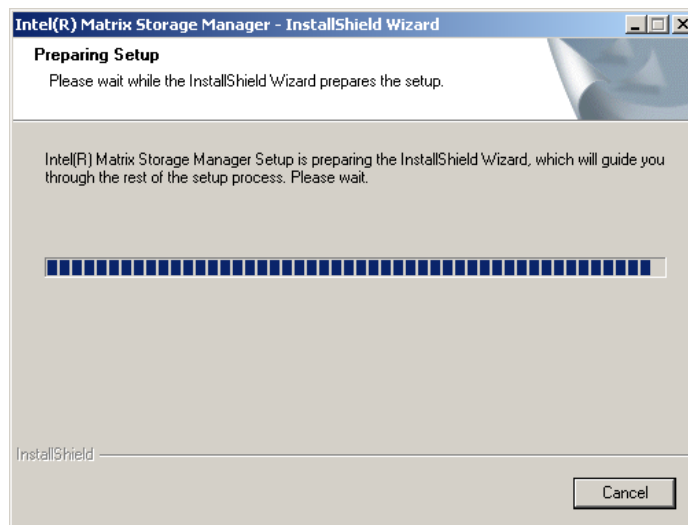 Intel(R) Matrix Storage Manager - InstallShield Wizard
Preparing Setup
Please wait while the InstallShield Wizard prepares the setup.
Intel(R) Matrix Storage Manager Setup is preparing the InstallShield Wizard, which will guide you
through the rest of the setup process. Please wait.
InstallShield
Cancel